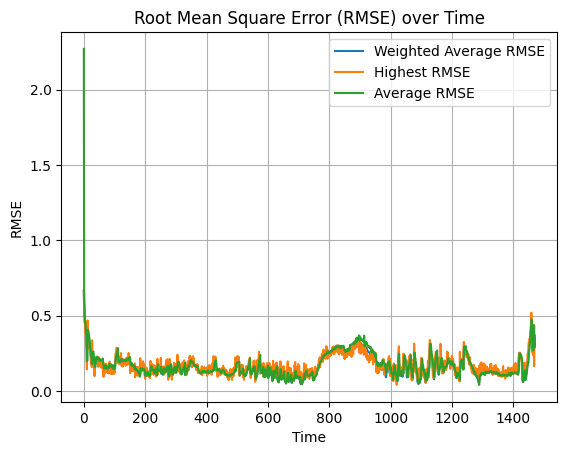 Root Mean Square Error (RMSE) over Time
Weighted Average RMSE
Highest RMSE
Average RMSE
RMSE
2.0
1.5
1.0
0.5
0.0
0 200 400 600 800 1000 1200 1400
Time